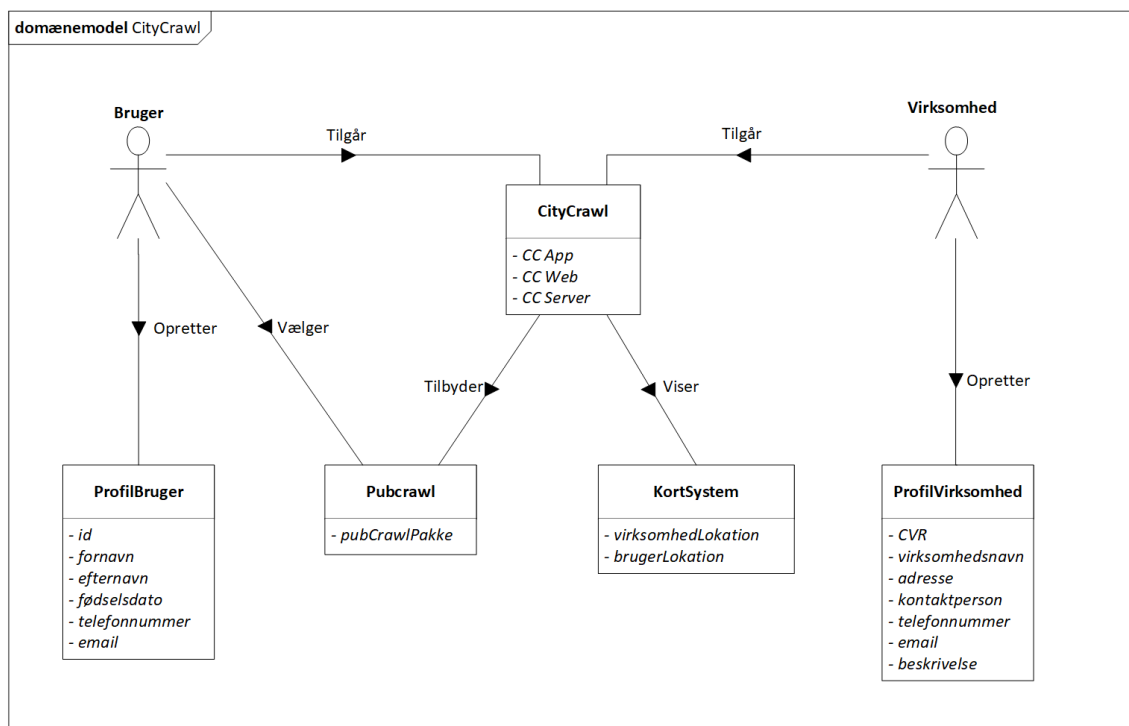 domænemodel CityCrawl
Bruger
Virksomhed
Tilgår
Tilgår
CityCrawl
- CC App
- CC Web
- CC Server
Opretter
Vælger
Tilbyder
Viser
Opretter
ProfilBruger
- id
- fornavn
- efternavn
- fødselsdato
- telefonnummer
- email
Pubcrawl
- pubCrawlPakke
KortSystem
- virksomhedLokation
- brugerLokation
ProfilVirksomhed
- CVR
- virksomhedsnavn
- adresse
- kontaktperson
- telefonnummer
- email
- beskrivelse